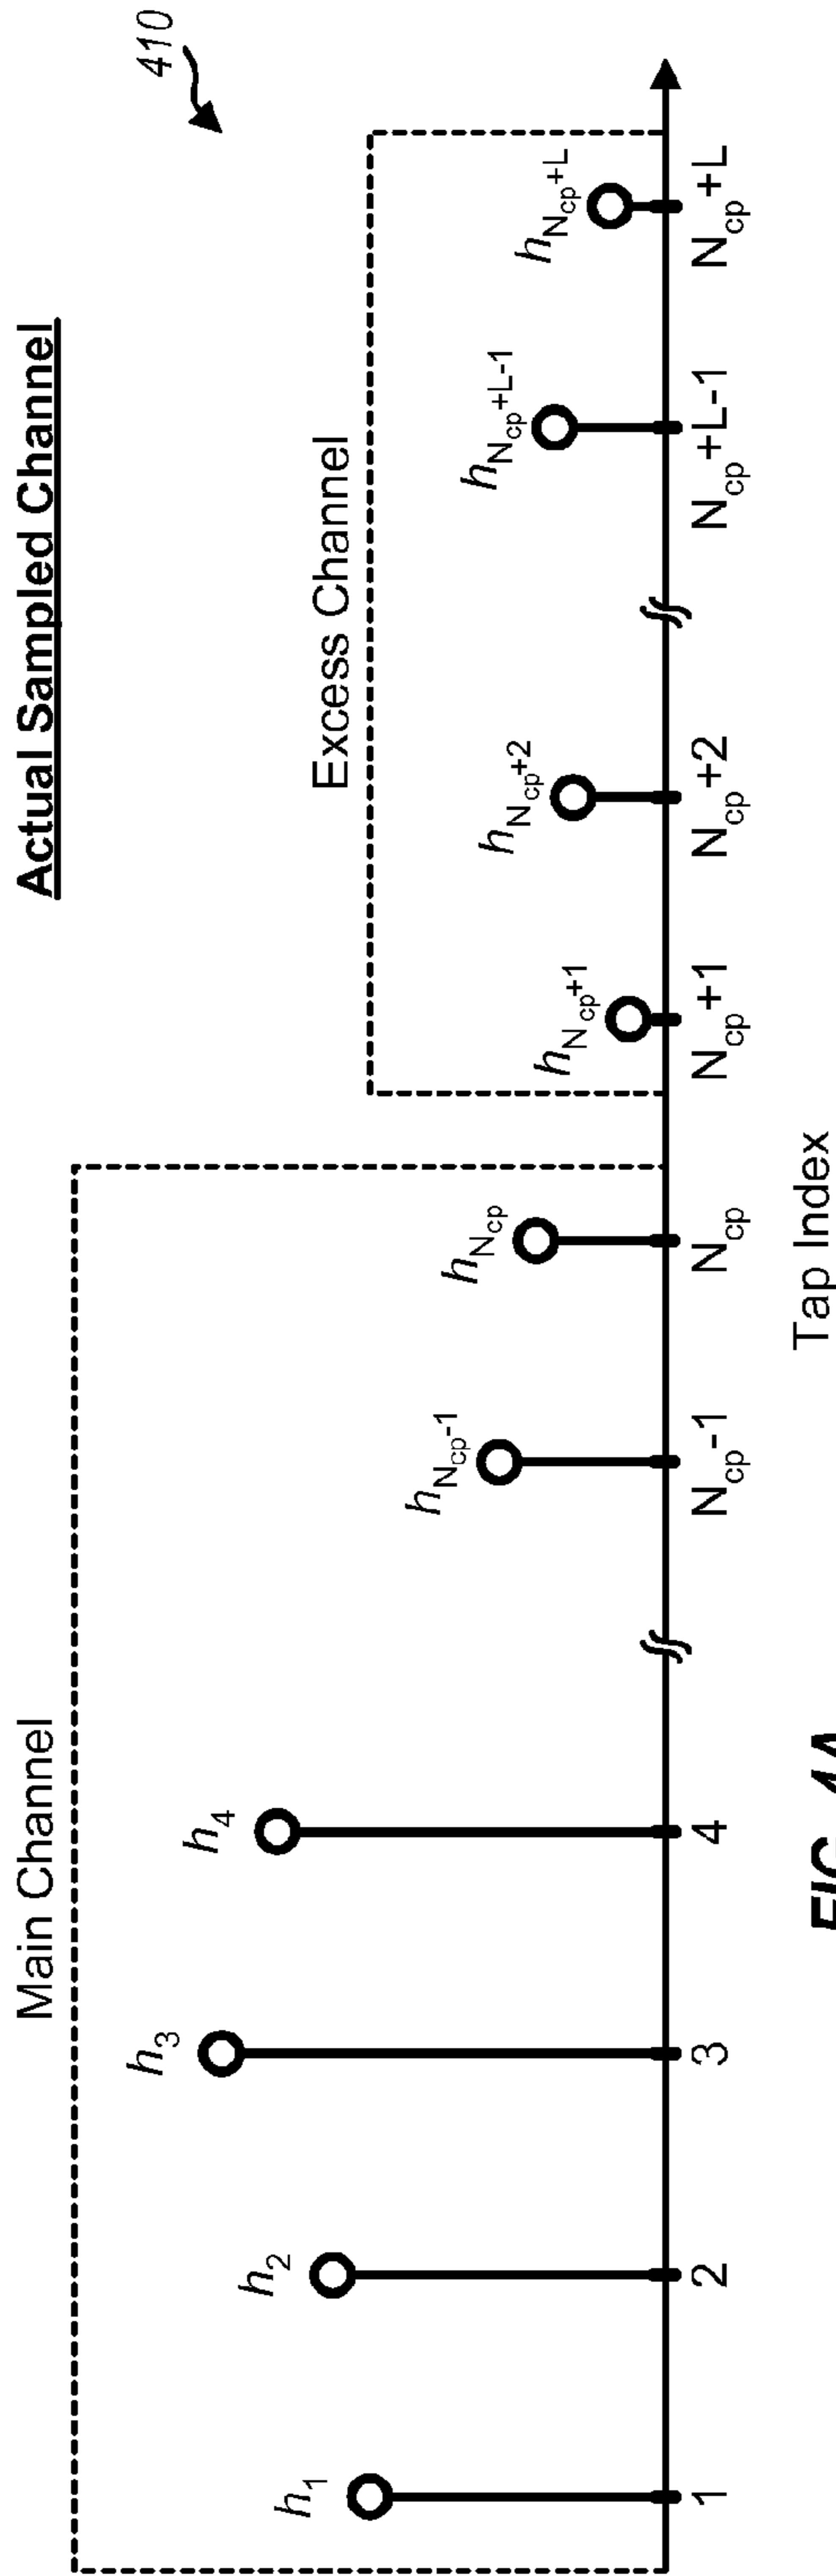 Actual Sampled Channel
410
Main Channel
Excess Channel
h1
h2
h3
h4
hNcp-1
hNcp
hNcp+1
hNcp+2
hNcp+L-1
hNcp+L
1
2
3
4
Ncp-1
Ncp
Ncp+1
Ncp+2
Ncp+L-1
Ncp+L
Tap Index
FIG. 4A